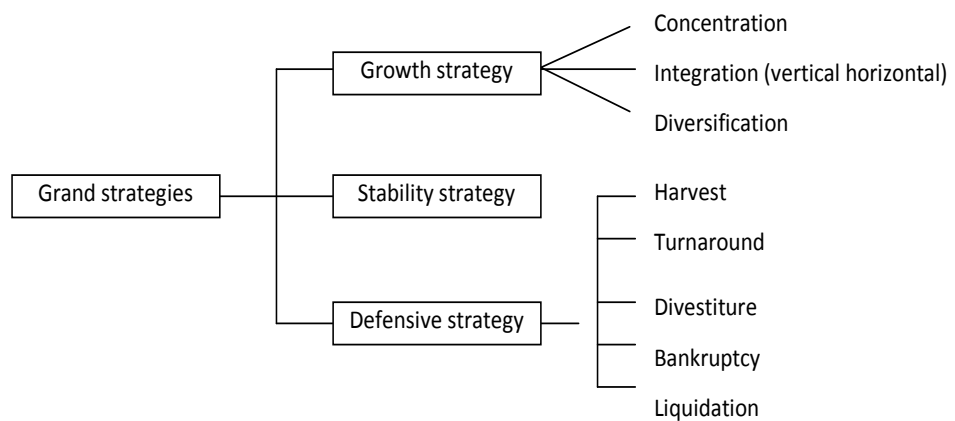 Concentration
Growth strategy
Integration (vertical horizontal)
Diversification
Grand strategies
Stability strategy
Harvest
Turnaround
Divestiture
Defensive strategy
Bankruptcy
Liquidation